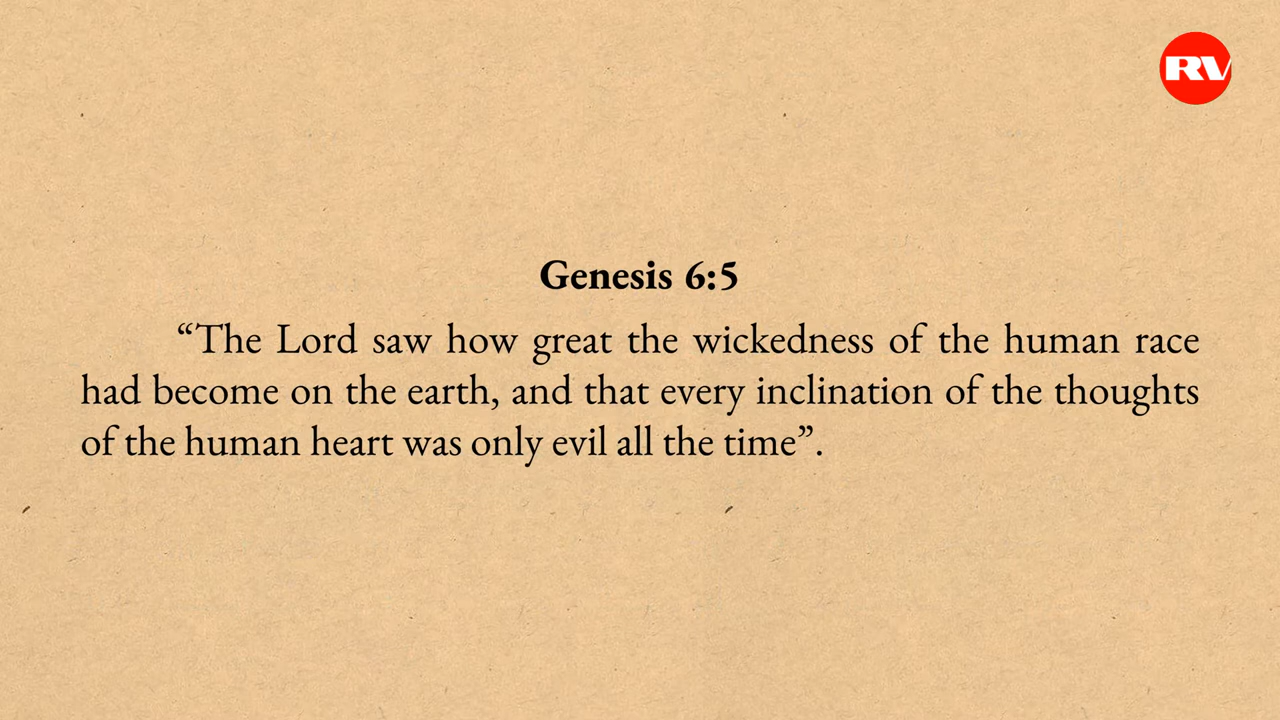 RV
Genesis 6:5
“The Lord saw how great the wickedness of the human race
had become on the earth, and that every inclination of the thoughts
of the human heart was only evil all the time”.